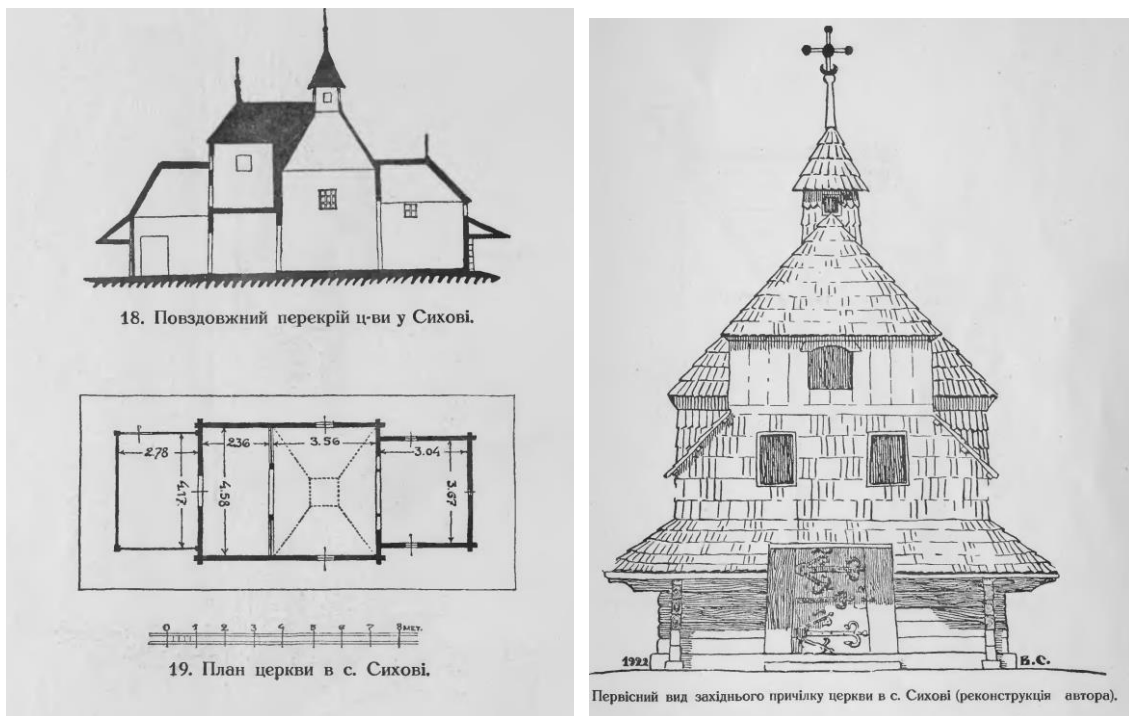 18. Повздовжний перекрій ц-ви у Сихові.
2.78
4.17
2.36
4.58
3.56
3.04
3.67
0 1 2 3 4 5 6 7 8 МЕТ.
19. План церкви в с. Сихові.
1922
В.С.
Первісний вид західнього причілку церкви в с. Сихові (реконструкція автора).